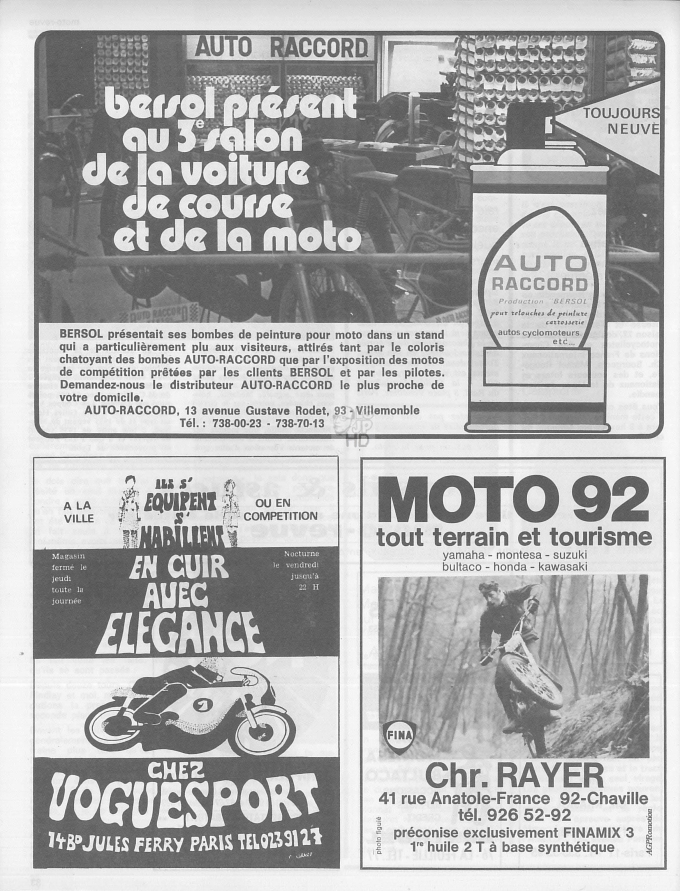 AUTO RACCORD
bersol présent
au 3e salon
de la voiture
de course
et de la moto
TOUJOURS
NEUVE
AUTO
RACCORD
Production BERSOL
pour retouches de peinture
carrosserie
autos cyclomoteurs
etc...
BERSOL présentait ses bombes de peinture pour moto dans un stand
qui a particulièrement plu aux visiteurs, attirés tant par le coloris
chatoyant des bombes AUTO-RACCORD que par l'exposition des motos
de compétition prêtées par les clients BERSOL et par les pilotes.
Demandez-nous le distributeur AUTO-RACCORD le plus proche de
votre domicile.
AUTO-RACCORD, 13 avenue Gustave Rodet, 93 - Villemonble
Tél. : 738-00-23 - 738-70-13
HD
A LA
VILLE
ILS S'
EQUIPENT
S'
HABILLENT
OU EN
COMPETITION
Magasin
fermé le
jeudi
toute la
journée
EN CUIR
AVEC
ELEGANCE
Nocturne
le vendredi
jusqu'à
22 H
CHEZ
VOGUESPORT
14 BD JULES FERRY PARIS TEL 023 91 27
MOTO 92
tout terrain et tourisme
yamaha - montesa - suzuki
bultaco - honda - kawasaki
FINA
Chr. RAYER
41 rue Anatole-France 92-Chaville
tél. 926 52-92
préconise exclusivement FINAMIX 3
1re huile 2 T à base synthétique
photo figulé
AGPRomotion